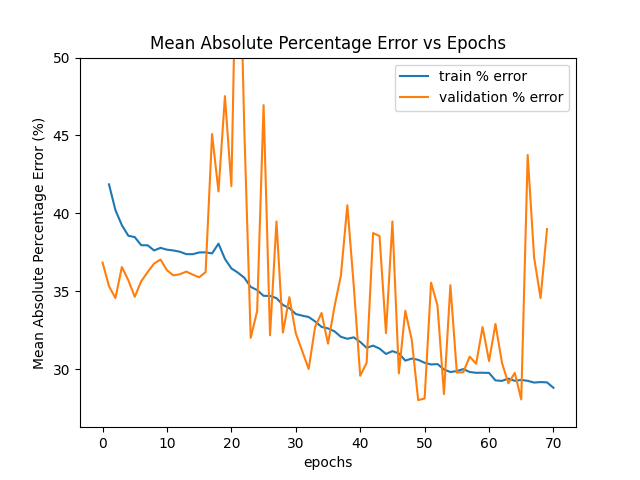 Mean Absolute Percentage Error vs Epochs
train % error
validation % error
Mean Absolute Percentage Error (%)
50
45
40
35
30
0 10 20 30 40 50 60 70
epochs